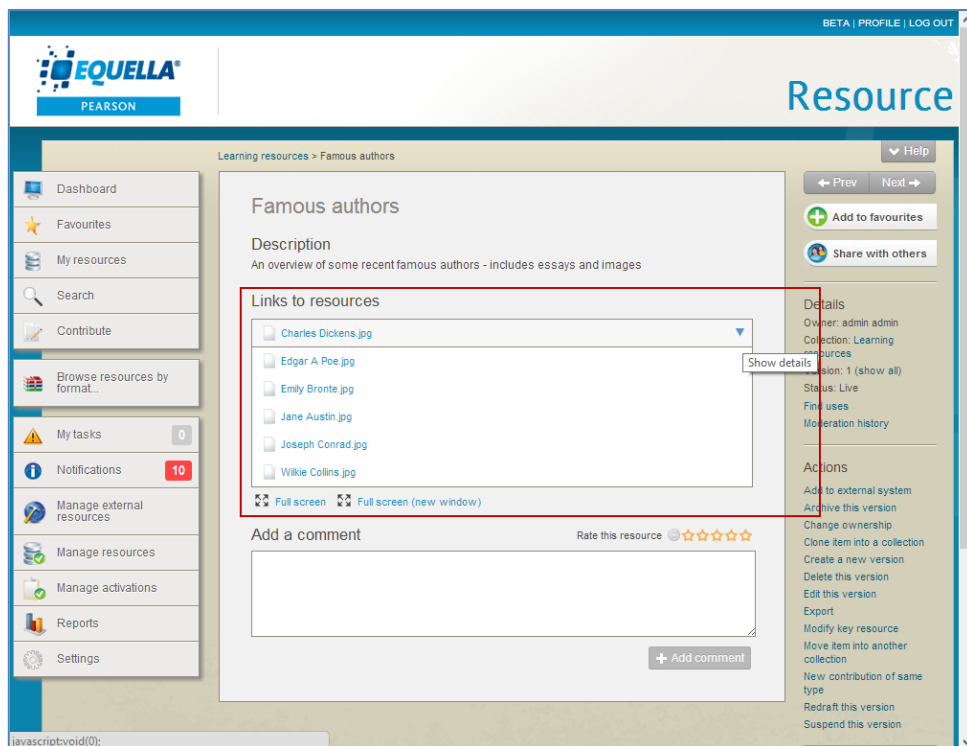 BETA | PROFILE | LOG OUT
EQUELLA®
PEARSON
Resource
Learning resources > Famous authors
Help
Dashboard
Favourites
My resources
Search
Contribute
Browse resources by
format...
My tasks 0
Notifications 10
Manage external
resources
Manage resources
Manage activations
Reports
Settings
Famous authors
Description
An overview of some recent famous authors - includes essays and images
Links to resources
Charles Dickens.jpg
Show details
Edgar A Poe.jpg
Emily Bronte.jpg
Jane Austin.jpg
Joseph Conrad.jpg
Wilkie Collins.jpg
Full screen Full screen (new window)
Add a comment
Rate this resource
Add comment
Prev Next
Add to favourites
Share with others
Details
Owner: admin admin
Collection: Learning
resources
Version: 1 (show all)
Status: Live
Find uses
Moderation history
Actions
Add to external system
Archive this version
Change ownership
Clone item into a collection
Create a new version
Delete this version
Edit this version
Export
Modify key resource
Move item into another
collection
New contribution of same
type
Redraft this version
Suspend this version
javascript:void(0);